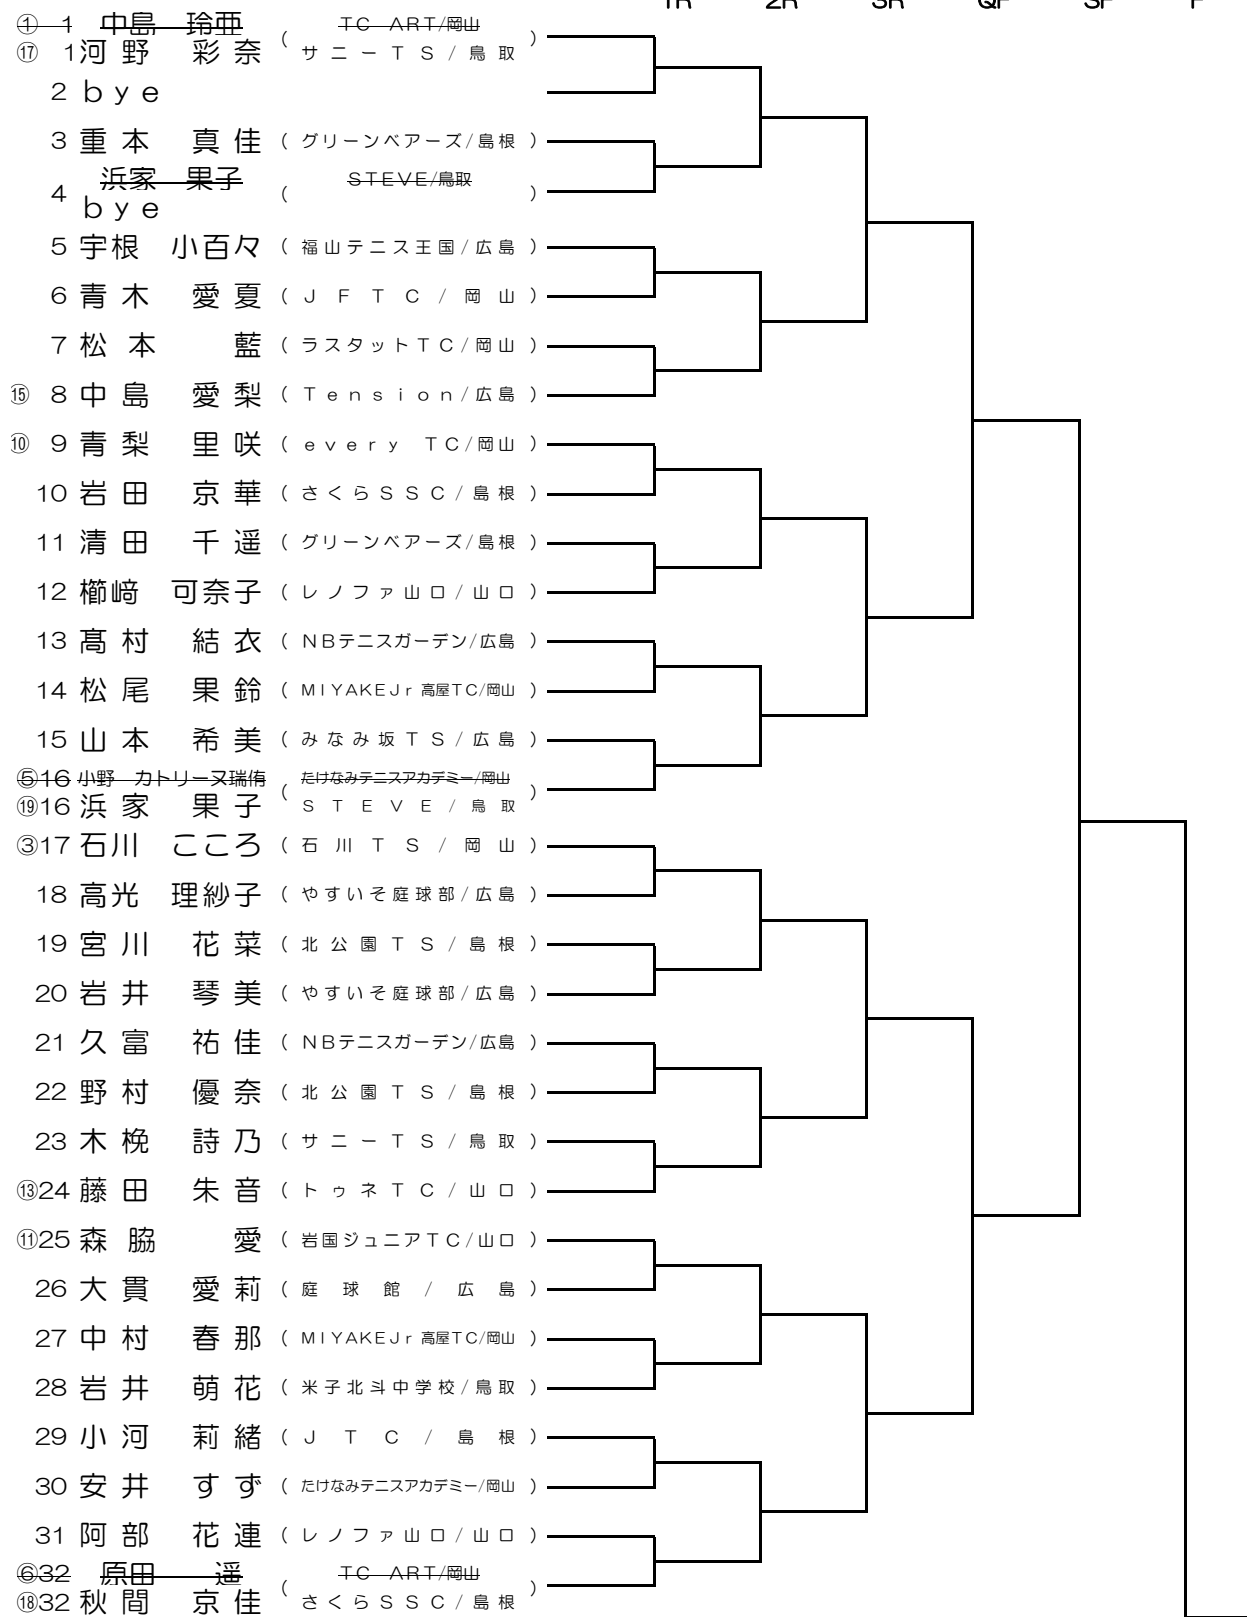 1R 2R 3R QF SF F
① 1 中島 玲亜 ( TC ART/岡山 )
⑰ 1 河野 彩奈 サニーTS/鳥取
2 bye
3 重本 真佳 ( グリーンベアーズ/島根 )
浜家 果子 STEVE/鳥取
4 bye ( )
5 宇根 小百々 ( 福山テニス王国/広島 )
6 青木 愛夏 ( JFTC/岡山 )
7 松本 藍 ( ラスタットTC/岡山 )
⑮ 8 中島 愛梨 ( Tension/広島 )
⑩ 9 青梨 里咲 ( every TC/岡山 )
10 岩田 京華 ( さくらSSC/島根 )
11 清田 千遥 ( グリーンベアーズ/島根 )
12 櫛﨑 可奈子 ( レノファ山口/山口 )
13 髙村 結衣 ( NBテニスガーデン/広島 )
14 松尾 果鈴 ( MIYAKEJr 高屋TC/岡山 )
15 山本 希美 ( みなみ坂TS/広島 )
⑤16 小野 カトリーヌ瑞侑 ( たけなみテニスアカデミー/岡山 )
⑲16 浜家 果子 STEVE/鳥取
③17 石川 こころ ( 石川TS/岡山 )
18 高光 理紗子 ( やすいそ庭球部/広島 )
19 宮川 花菜 ( 北公園TS/島根 )
20 岩井 琴美 ( やすいそ庭球部/広島 )
21 久富 祐佳 ( NBテニスガーデン/広島 )
22 野村 優奈 ( 北公園TS/島根 )
23 木梚 詩乃 ( サニーTS/鳥取 )
⑬24 藤田 朱音 ( トゥネTC/山口 )
⑪25 森脇 愛 ( 岩国ジュニアTC/山口 )
26 大貫 愛莉 ( 庭球館/広島 )
27 中村 春那 ( MIYAKEJr 高屋TC/岡山 )
28 岩井 萌花 ( 米子北斗中学校/鳥取 )
29 小河 莉緒 ( JTC/島根 )
30 安井 すず ( たけなみテニスアカデミー/岡山 )
31 阿部 花連 ( レノファ山口/山口 )
⑥32 原田 遥 ( TC ART/岡山 )
⑱32 秋間 京佳 さくらSSC/島根